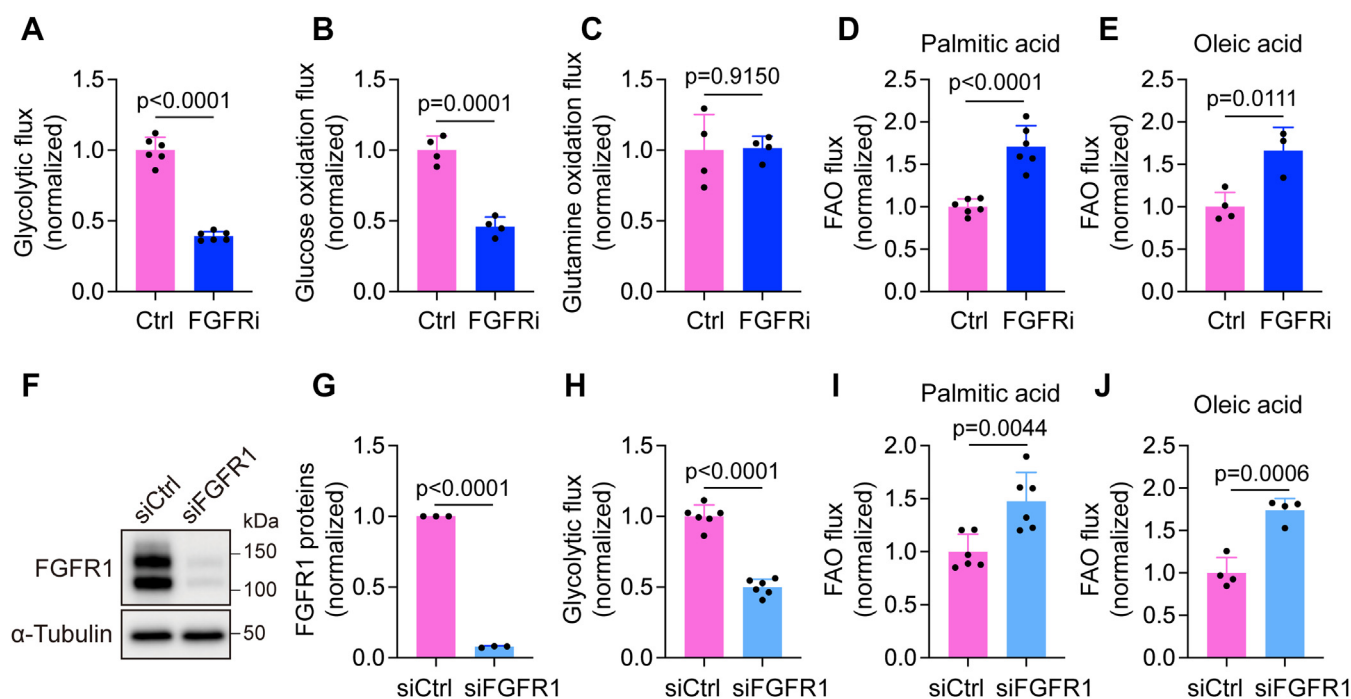 A
Glycolytic flux
(normalized)
1.5
1.0
0.5
0.0
p<0.0001
Ctrl FGFRi
B
Glucose oxidation flux
(normalized)
1.5
1.0
0.5
0.0
p=0.0001
Ctrl FGFRi
C
Glutamine oxidation flux
(normalized)
1.5
1.0
0.5
0.0
p=0.9150
Ctrl FGFRi
D
Palmitic acid
FAO flux
(normalized)
2.5
2.0
1.5
1.0
0.5
0.0
p<0.0001
Ctrl FGFRi
E
Oleic acid
FAO flux
(normalized)
2.5
2.0
1.5
1.0
0.5
0.0
p=0.0111
Ctrl FGFRi
F
siCtrl
siFGFR1
kDa
FGFR1
150
100
α-Tubulin
50
G
FGFR1 proteins
(normalized)
1.5
1.0
0.5
0.0
p<0.0001
siCtrl siFGFR1
H
Glycolytic flux
(normalized)
1.5
1.0
0.5
0.0
p<0.0001
siCtrl siFGFR1
I
Palmitic acid
FAO flux
(normalized)
2.0
1.5
1.0
0.5
0.0
p=0.0044
siCtrl siFGFR1
J
Oleic acid
FAO flux
(normalized)
2.5
2.0
1.5
1.0
0.5
0.0
p=0.0006
siCtrl siFGFR1